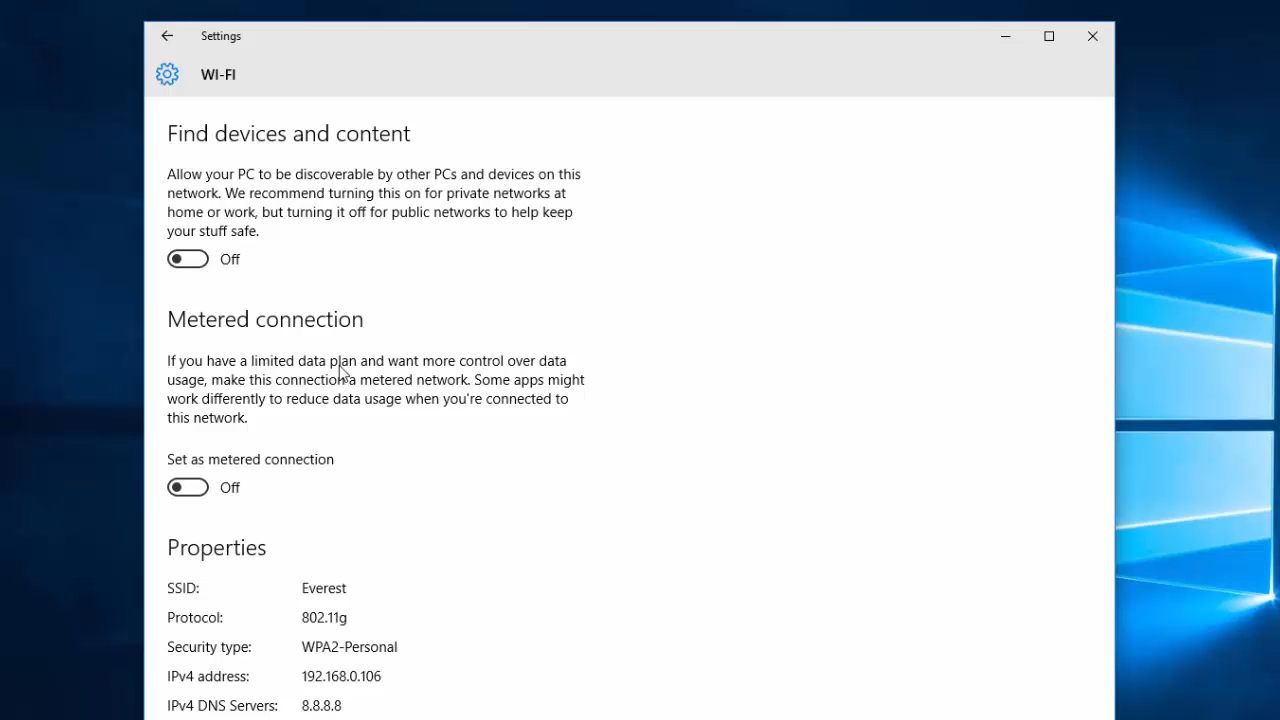 Settings
WI-FI
Find devices and content
Allow your PC to be discoverable by other PCs and devices on this
network. We recommend turning this on for private networks at
home or work, but turning it off for public networks to help keep
your stuff safe.
Off
Metered connection
If you have a limited data plan and want more control over data
usage, make this connection a metered network. Some apps might
work differently to reduce data usage when you're connected to
this network.
Set as metered connection
Off
Properties
SSID: Everest
Protocol: 802.11g
Security type: WPA2-Personal
IPv4 address: 192.168.0.106
IPv4 DNS Servers: 8.8.8.8